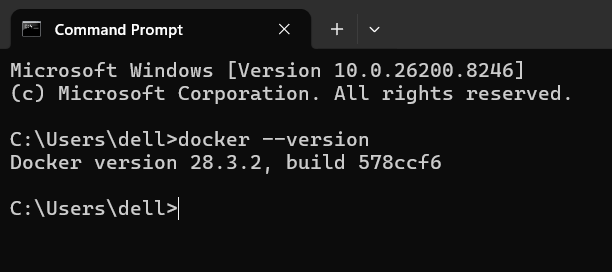 Command Prompt
Microsoft Windows [Version 10.0.26200.8246]
(c) Microsoft Corporation. All rights reserved.
C:\Users\dell>docker --version
Docker version 28.3.2, build 578ccf6
C:\Users\dell>